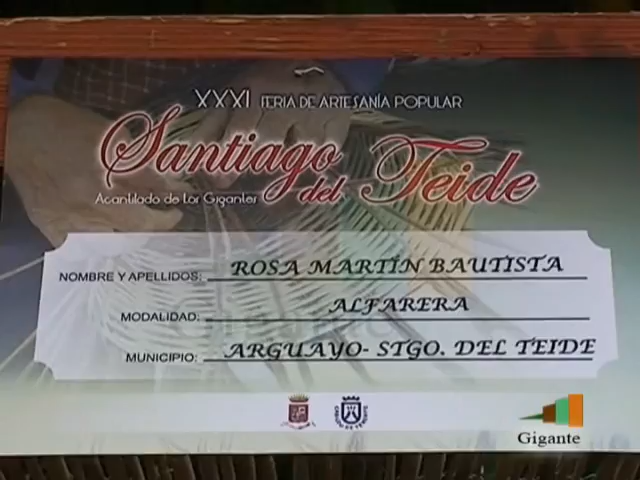 XXXI FERIA DE ARTESANÍA POPULAR
Santiago del Teide
Acantilado de Los Gigantes
NOMBRE Y APELLIDOS: ROSA MARTÍN BAUTISTA
MODALIDAD: ALFARERA
MUNICIPIO: ARGUAYO- STGO. DEL TEIDE
Gigante